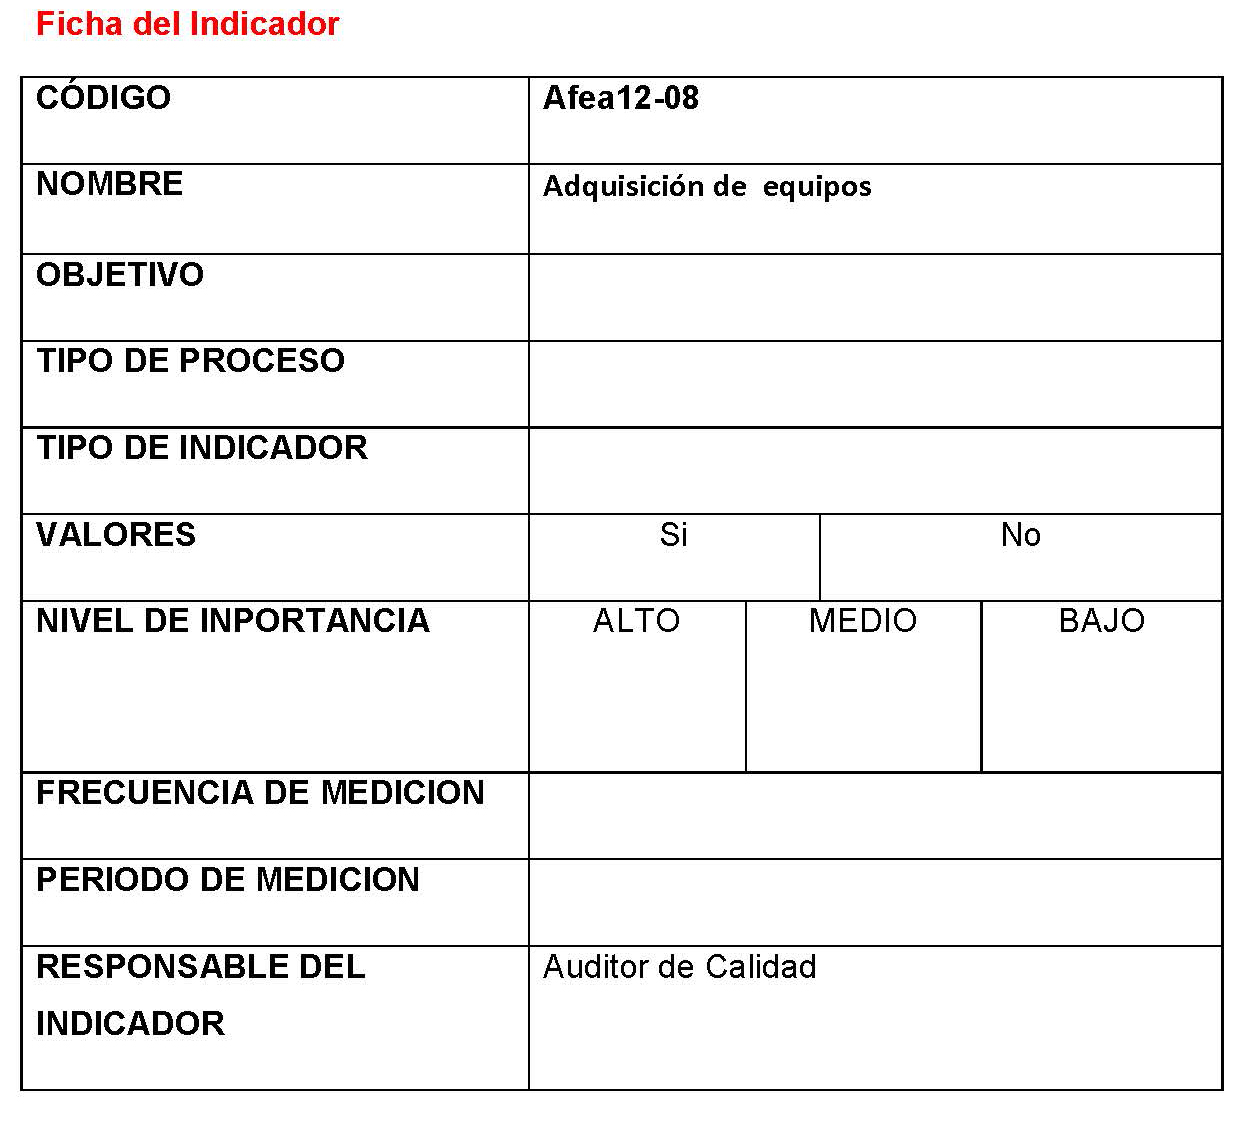 Ficha del Indicador
CÓDIGO Afea12-08
NOMBRE Adquisición de equipos
OBJETIVO
TIPO DE PROCESO
TIPO DE INDICADOR
VALORES Si No
NIVEL DE INPORTANCIA ALTO MEDIO BAJO
FRECUENCIA DE MEDICION
PERIODO DE MEDICION
RESPONSABLE DEL Auditor de Calidad
INDICADOR